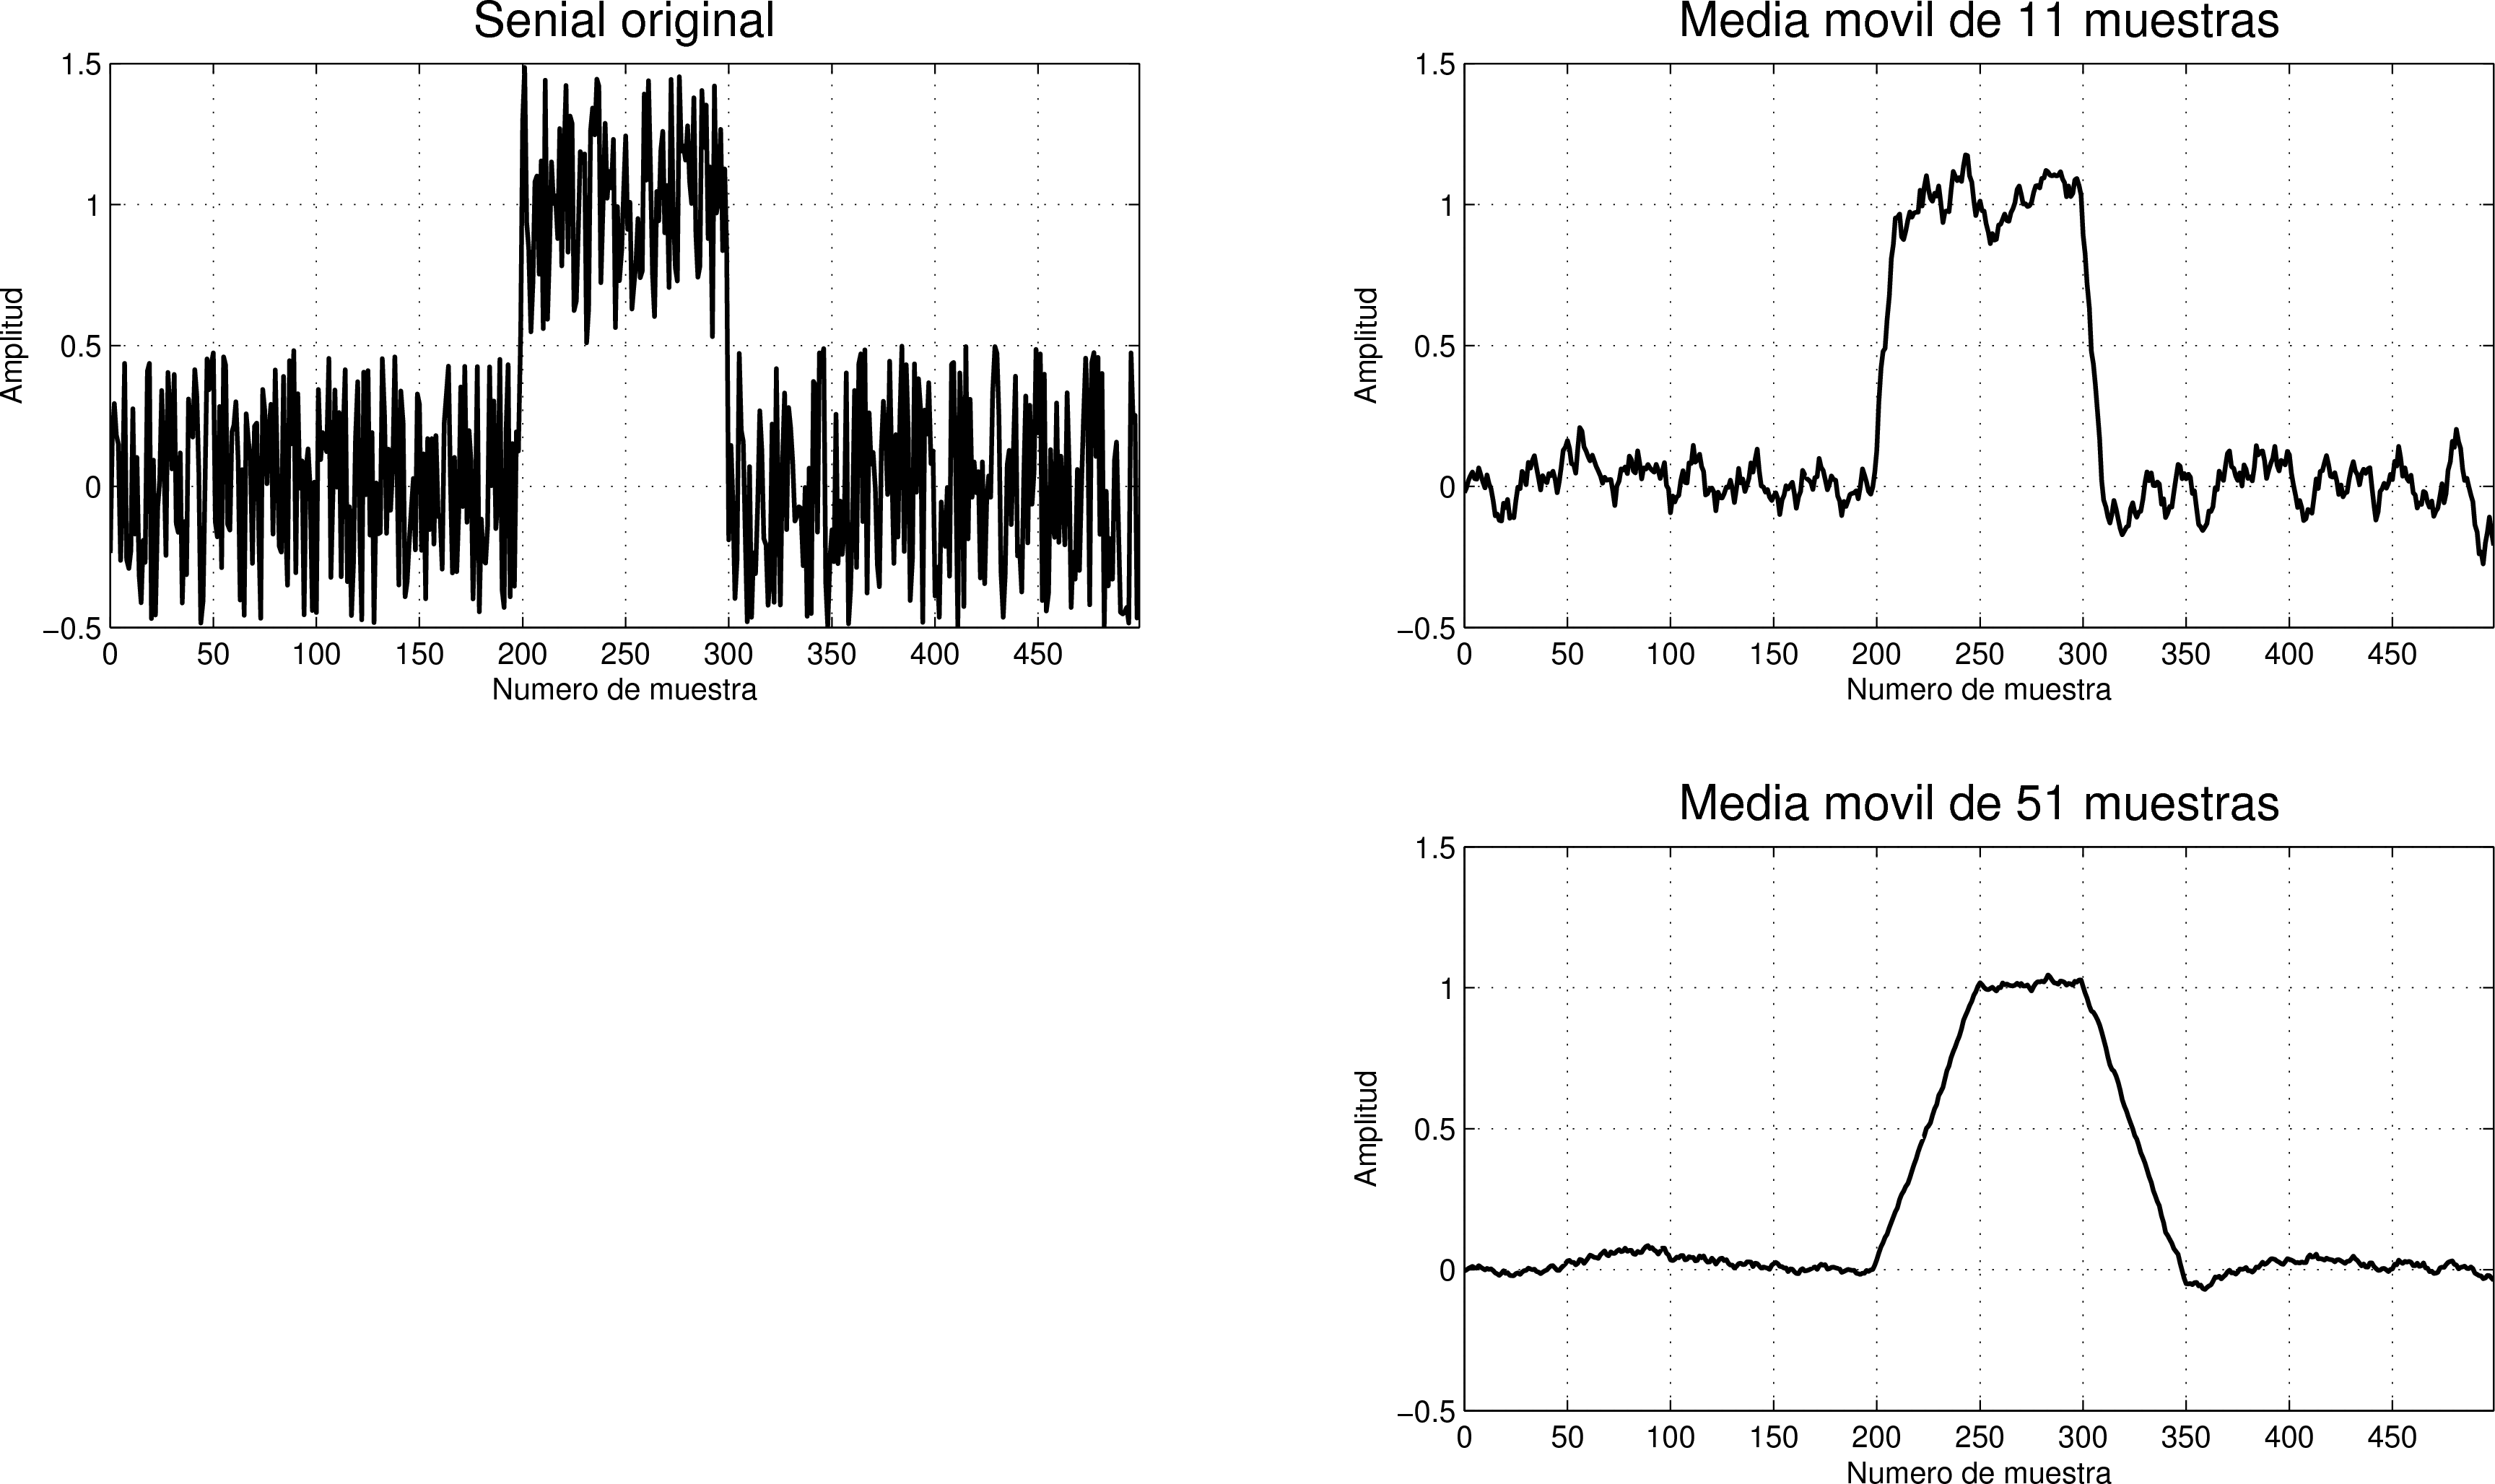 Senial original
1.5
1
0.5
0
−0.5
Amplitud
0 50 100 150 200 250 300 350 400 450
Numero de muestra
Media movil de 11 muestras
1.5
1
0.5
0
−0.5
Amplitud
0 50 100 150 200 250 300 350 400 450
Numero de muestra
Media movil de 51 muestras
1.5
1
0.5
0
−0.5
Amplitud
0 50 100 150 200 250 300 350 400 450
Numero de muestra